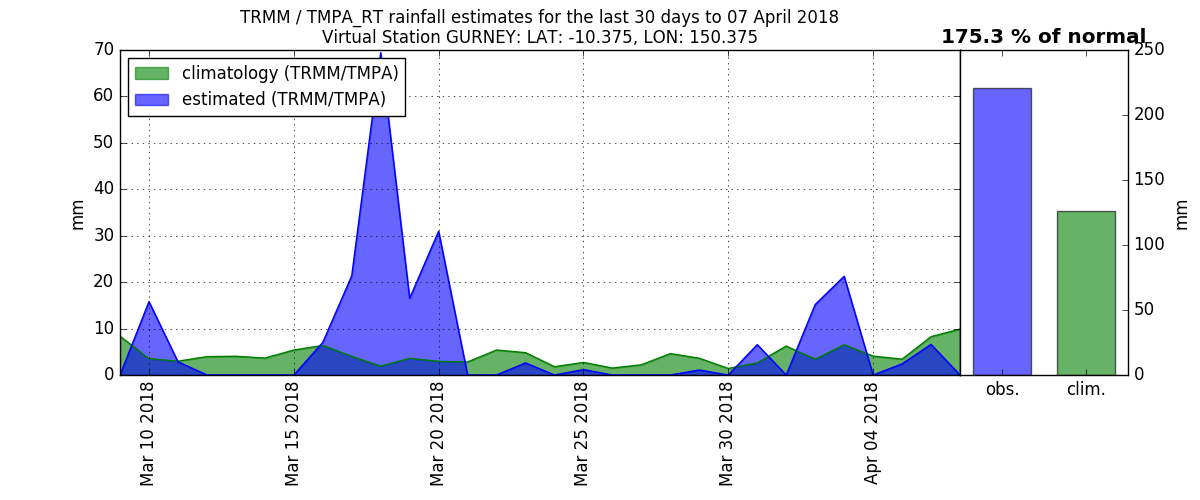 TRMM / TMPA_RT rainfall estimates for the last 30 days to 07 April 2018
Virtual Station GURNEY: LAT: -10.375, LON: 150.375
175.3 % of normal
climatology (TRMM/TMPA)
estimated (TRMM/TMPA)
70
60
50
40
30
20
10
0
mm
Mar 10 2018
Mar 15 2018
Mar 20 2018
Mar 25 2018
Mar 30 2018
Apr 04 2018
obs.
clim.
250
200
150
100
50
0
mm